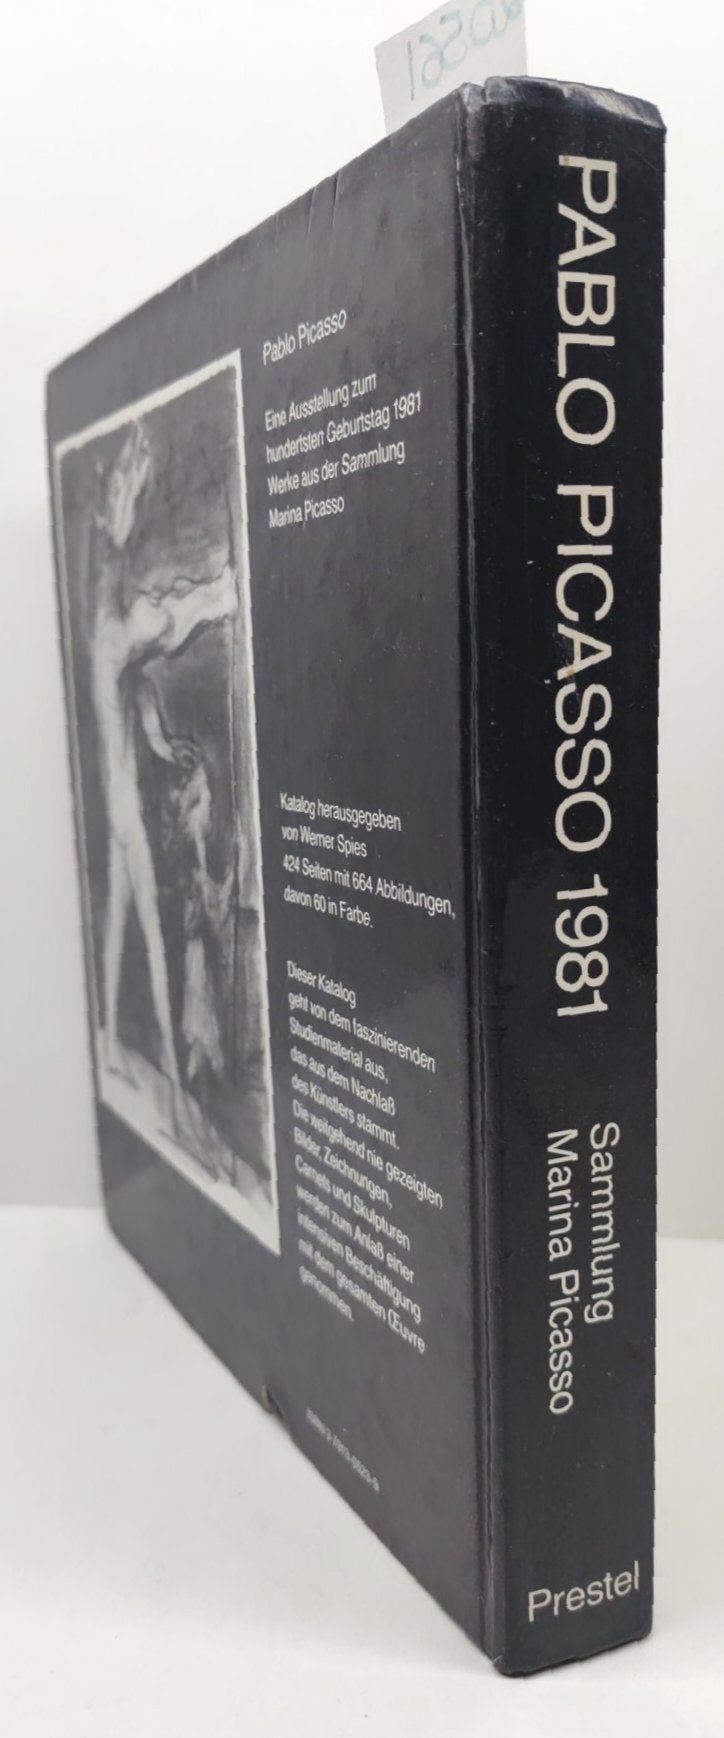 Pablo Picasso
Eine Ausstellung zum
hundertsten Geburtstag 1981
Werke aus der Sammlung
Marina Picasso
Katalog herausgegeben
von Werner Spies
424 Seiten mit 664 Abbildungen,
davon 60 in Farbe.
Dieser Katalog
geht von dem faszinierenden
Studienmaterial aus,
das aus dem Nachlaß
des Künstlers stammt.
Die weitgehend nie gezeigten
Bilder, Zeichnungen,
Carnets und Skulpturen
werden zum Anlaß einer
intensiven Beschäftigung
mit dem gesamten Œuvre
genommen.
PABLO PICASSO 1981
Sammlung
Marina Picasso
Prestel